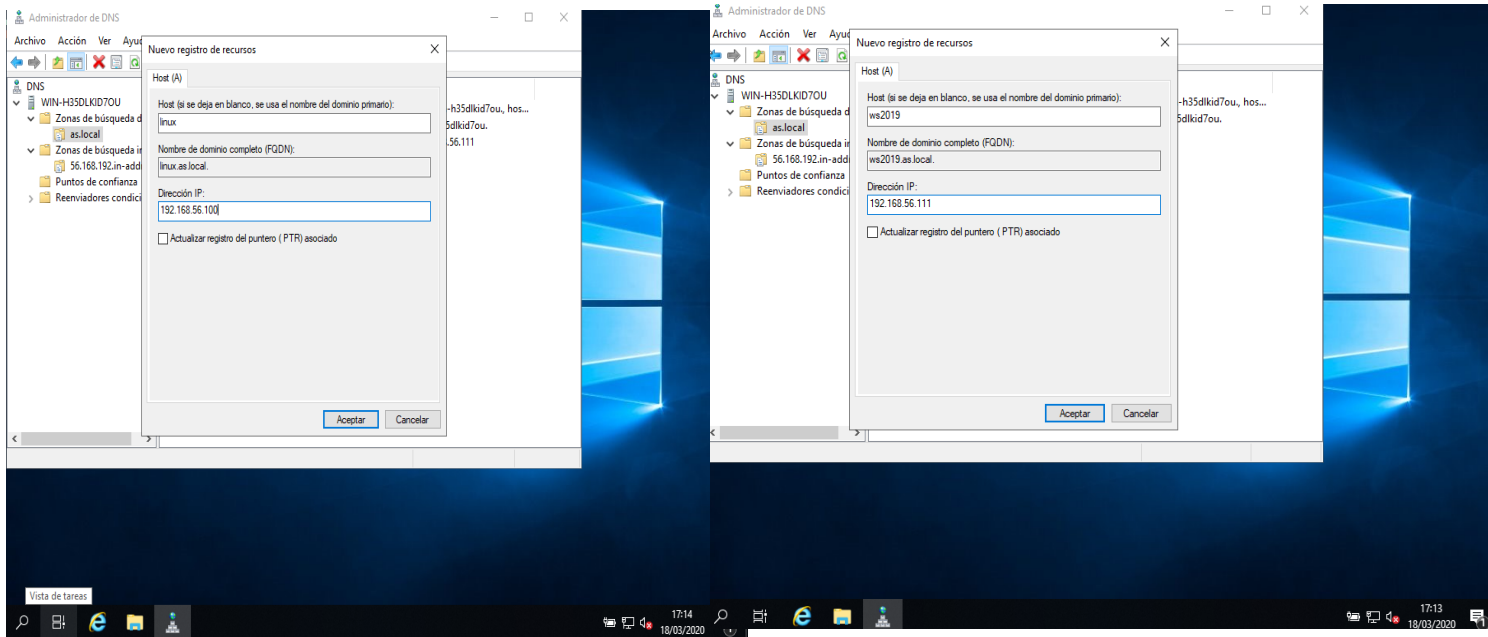 Administrador de DNS
Archivo Acción Ver Ayud
Nuevo registro de recursos
DNS
WIN-H35DLKID7OU
Zonas de búsqueda d
as.local
Zonas de búsqueda in
56.168.192.in-addr
Puntos de confianza
Reenviadores condici
Host (A)
Host (si se deja en blanco, se usa el nombre del dominio primario):
linux
Nombre de dominio completo (FQDN):
linux.as.local.
Dirección IP:
192.168.56.100
Actualizar registro del puntero ( PTR) asociado
Aceptar Cancelar
-h35dlkid7ou., hos...
5dlkid7ou.
.56.111
Vista de tareas
17:14
18/03/2020
Administrador de DNS
Archivo Acción Ver Ayud
Nuevo registro de recursos
DNS
WIN-H35DLKID7OU
Zonas de búsqueda d
as.local
Zonas de búsqueda in
56.168.192.in-addr
Puntos de confianza
Reenviadores condici
Host (A)
Host (si se deja en blanco, se usa el nombre del dominio primario):
ws2019
Nombre de dominio completo (FQDN):
ws2019.as.local.
Dirección IP:
192.168.56.111
Actualizar registro del puntero ( PTR) asociado
Aceptar Cancelar
-h35dlkid7ou., hos...
5dlkid7ou.
17:13
18/03/2020
1